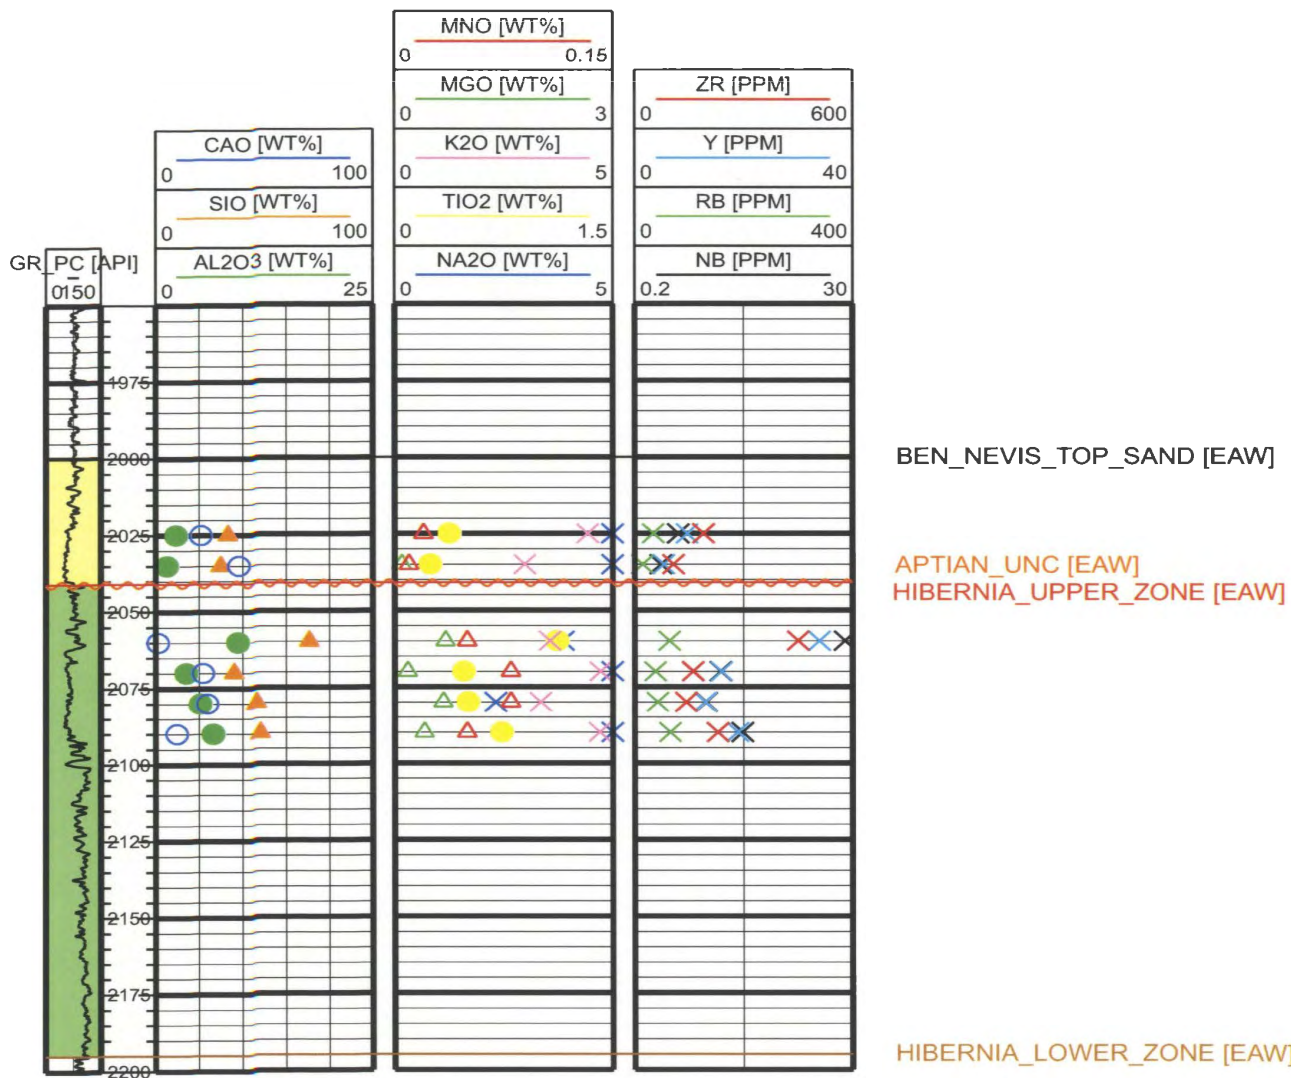 MNO [WT%]
0 0.15
MGO [WT%]
0 3
ZR [PPM]
0 600
CAO [WT%]
0 100
K2O [WT%]
0 5
Y [PPM]
0 40
SIO [WT%]
0 100
TIO2 [WT%]
0 1.5
RB [PPM]
0 400
GR_PC [API]
0150
AL2O3 [WT%]
0 25
NA2O [WT%]
0 5
NB [PPM]
0.2 30
1975
2000
BEN_NEVIS_TOP_SAND [EAW]
2025
APTIAN_UNC [EAW]
HIBERNIA_UPPER_ZONE [EAW]
2050
2075
2100
2125
2150
2175
HIBERNIA_LOWER_ZONE [EAW]
2200